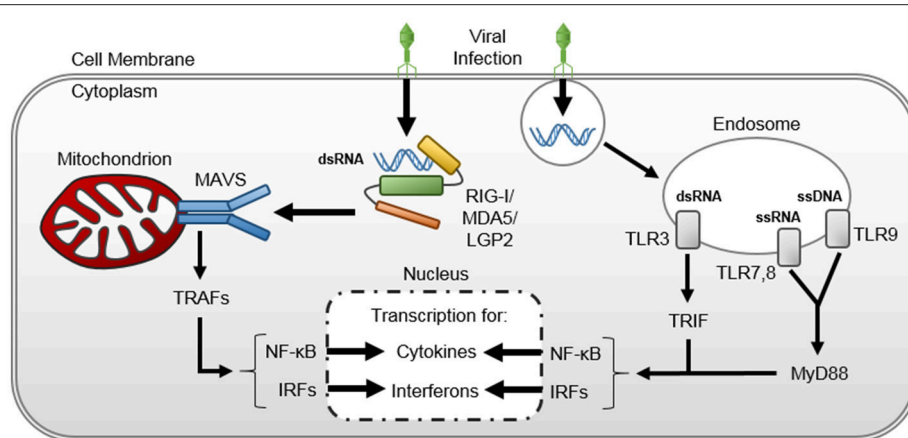 Cell Membrane
Cytoplasm
Viral
Infection
Mitochondrion
MAVS
dsRNA
RIG-I/
MDA5/
LGP2
Endosome
dsRNA
ssDNA
ssRNA
TLR3
TLR9
TLR7,8
TRAFs
Nucleus
Transcription for:
TRIF
NF-κB
Cytokines
NF-κB
IRFs
Interferons
IRFs
MyD88